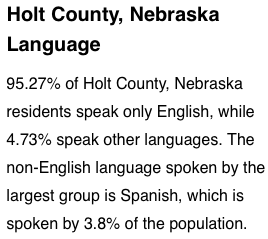 Holt County, Nebraska
Language
95.27% of Holt County, Nebraska
residents speak only English, while
4.73% speak other languages. The
non-English language spoken by the
largest group is Spanish, which is
spoken by 3.8% of the population.